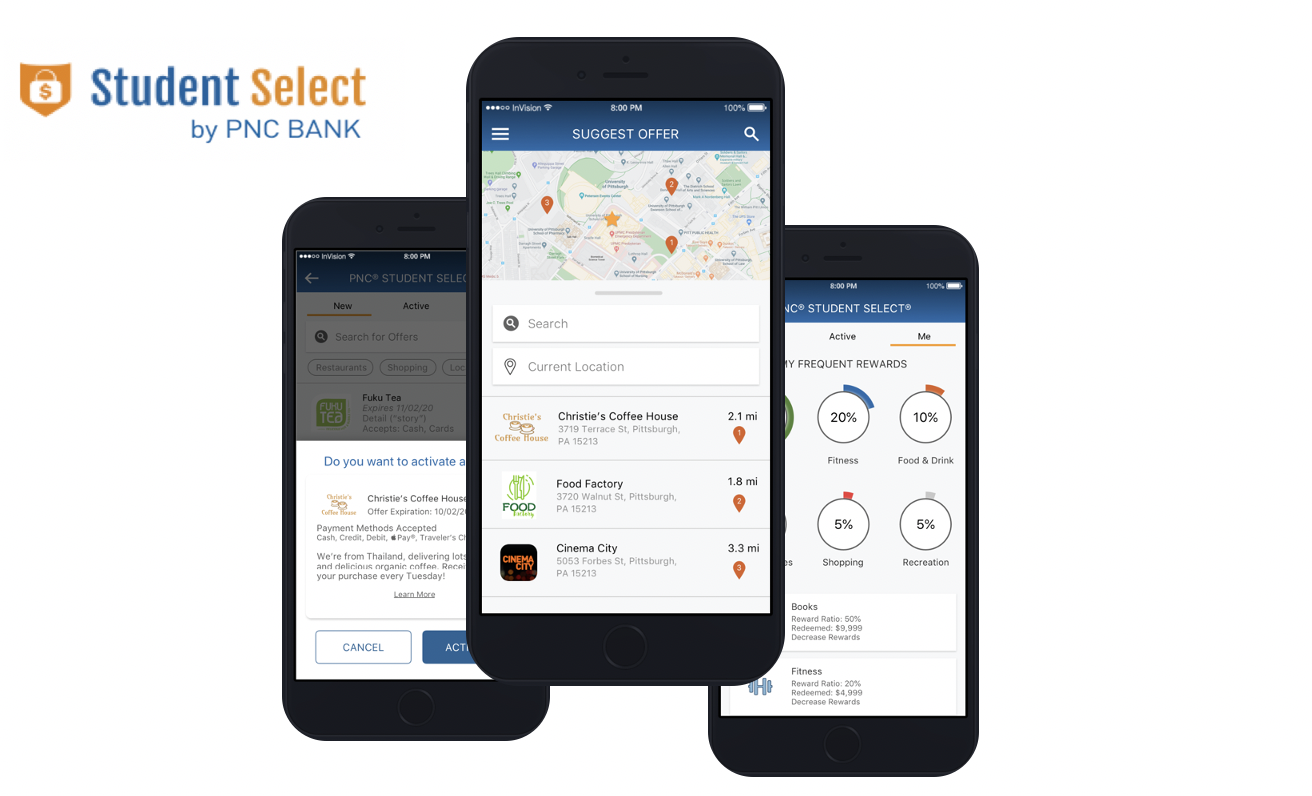 Student Select
by PNC BANK
InVision
8:00 PM
100%
SUGGEST OFFER
University
of Pittsburgh
2
3
1
Search
Current Location
Christie's
Coffee House
Christie's Coffee House
2.1 mi
3719 Terrace St, Pittsburgh,
PA 15213
1
FOOD
Factory
Food Factory
1.8 mi
3720 Walnut St, Pittsburgh,
PA 15213
2
CINEMA
CITY
Cinema City
3.3 mi
5053 Forbes St, Pittsburgh,
PA 15213
3
InVision
8:00 PM
PNC® STUDENT SELEC
New
Active
Search for Offers
Restaurants
Shopping
Loc
FUKU
TEA
Fuku Tea
Expires 11/02/20
Detail ("story")
Accepts: Cash, Cards
Do you want to activate a
Christie's
Coffee House
Christie's Coffee House
Offer Expiration: 10/02/20
Payment Methods Accepted
Cash, Credit, Debit, Pay®, Traveler's Ch
We're from Thailand, delivering lots
and delicious organic coffee. Recei
your purchase every Tuesday!
Learn More
CANCEL
ACTI
8:00 PM
100%
NC® STUDENT SELECT®
Active
Me
MY FREQUENT REWARDS
20%
10%
Fitness
Food & Drink
5%
5%
es
Shopping
Recreation
Books
Reward Ratio: 50%
Redeemed: $9,999
Decrease Rewards
Fitness
Reward Ratio: 20%
Redeemed: $4,999
Decrease Rewards